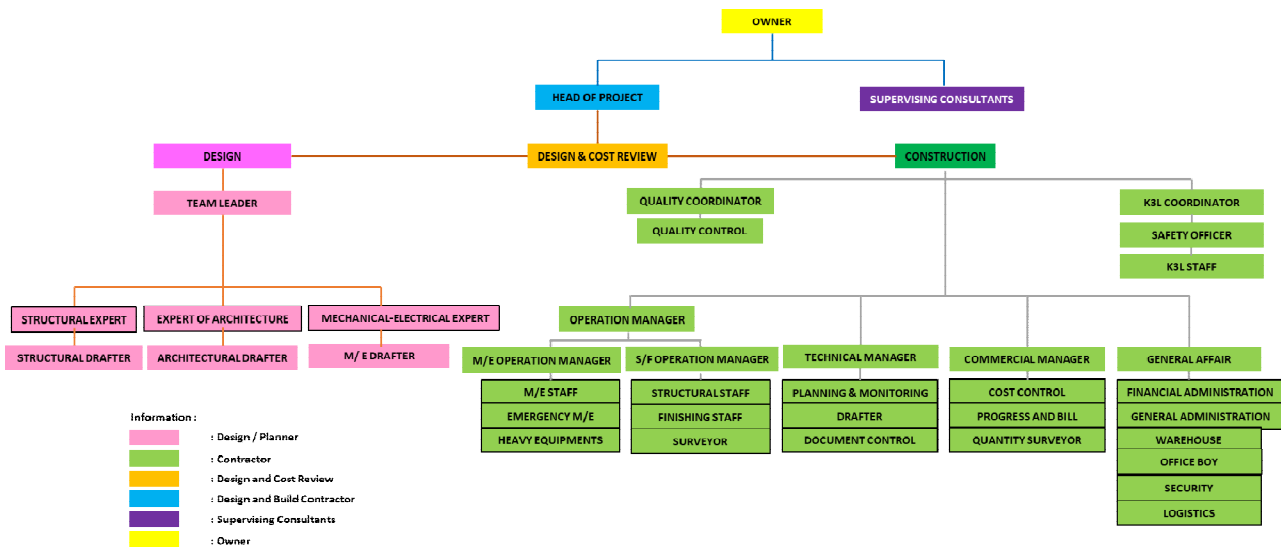 OWNER
HEAD OF PROJECT
SUPERVISING CONSULTANTS
DESIGN
DESIGN & COST REVIEW
CONSTRUCTION
TEAM LEADER
QUALITY COORDINATOR
QUALITY CONTROL
K3L COORDINATOR
SAFETY OFFICER
K3L STAFF
STRUCTURAL EXPERT
EXPERT OF ARCHITECTURE
MECHANICAL-ELECTRICAL EXPERT
STRUCTURAL DRAFTER
ARCHITECTURAL DRAFTER
M/ E DRAFTER
OPERATION MANAGER
M/E OPERATION MANAGER
S/F OPERATION MANAGER
TECHNICAL MANAGER
COMMERCIAL MANAGER
GENERAL AFFAIR
M/E STAFF
EMERGENCY M/E
HEAVY EQUIPMENTS
STRUCTURAL STAFF
FINISHING STAFF
SURVEYOR
PLANNING & MONITORING
DRAFTER
DOCUMENT CONTROL
COST CONTROL
PROGRESS AND BILL
QUANTITY SURVEYOR
FINANCIAL ADMINISTRATION
GENERAL ADMINISTRATION
WAREHOUSE
OFFICE BOY
SECURITY
LOGISTICS
Information :
: Design / Planner
: Contractor
: Design and Cost Review
: Design and Build Contractor
: Supervising Consultants
: Owner